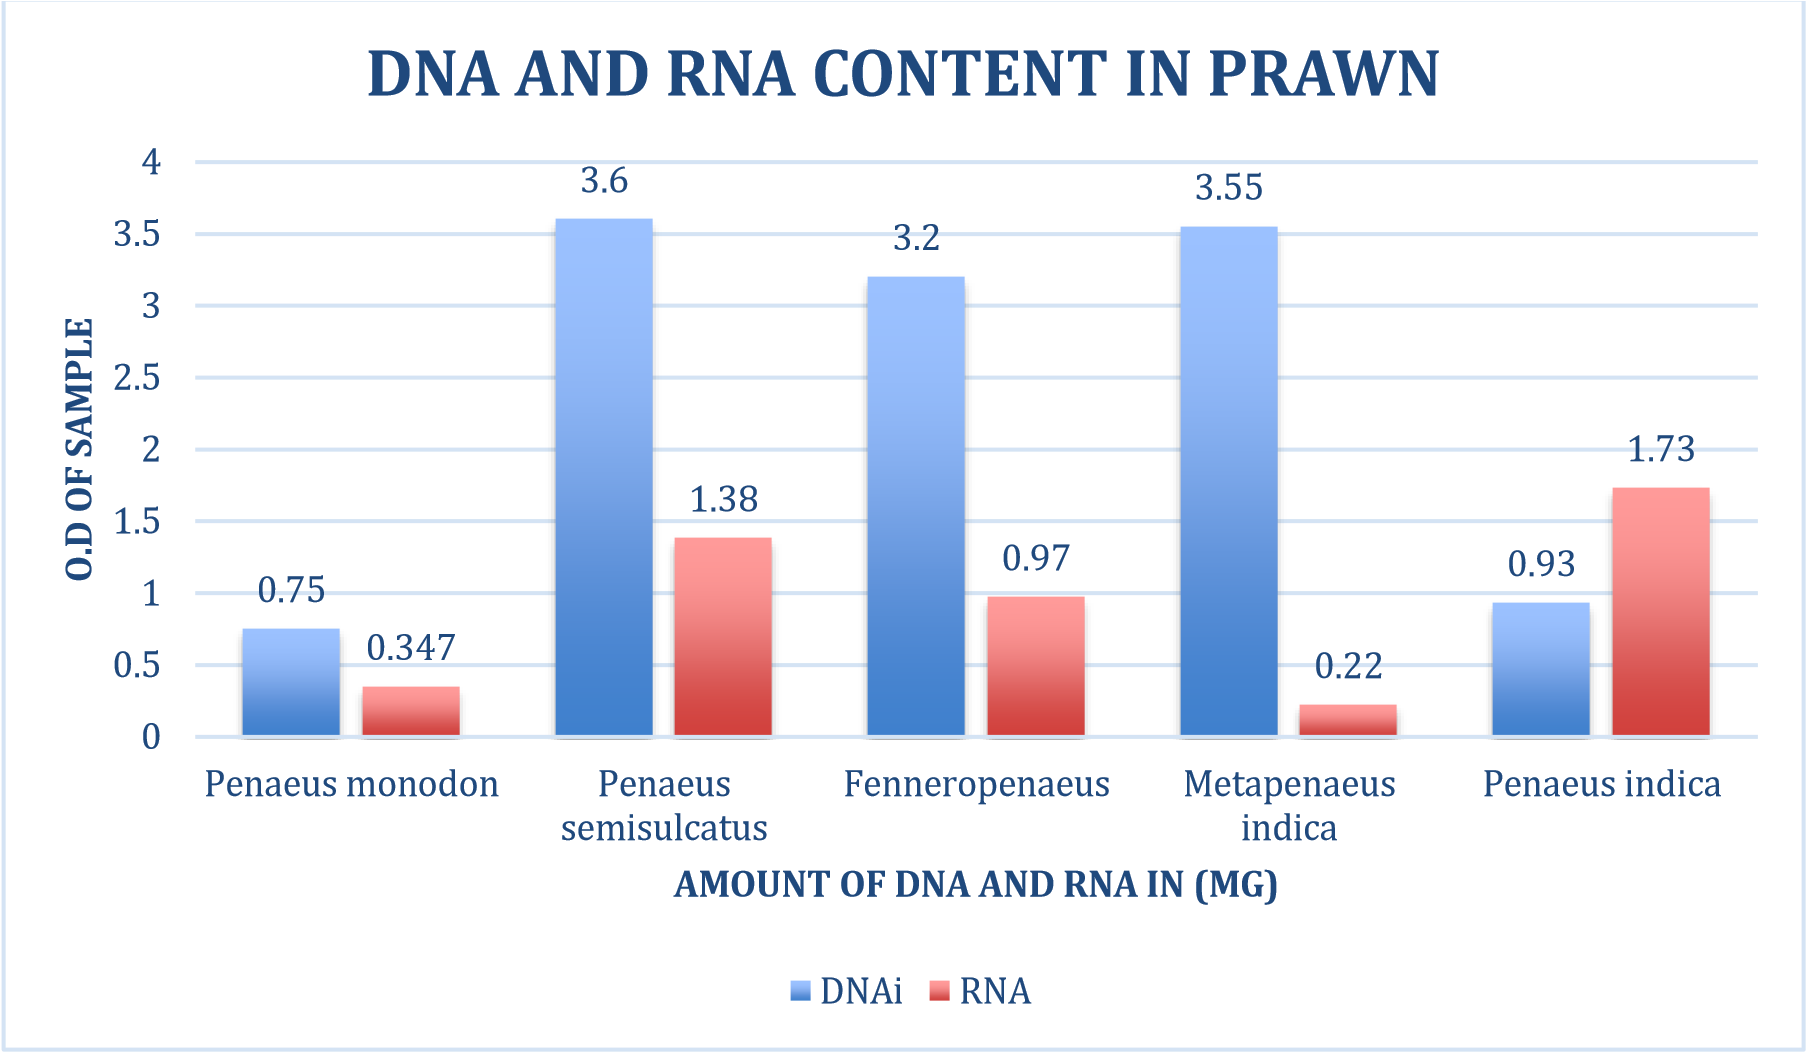 DNA AND RNA CONTENT IN PRAWN
O.D OF SAMPLE
4
3.5
3
2.5
2
1.5
1
0.5
0
0.75
0.347
3.6
1.38
3.2
0.97
3.55
0.22
0.93
1.73
Penaeus monodon
Penaeus
semisulcatus
Fenneropenaeus
Metapenaeus
indica
Penaeus indica
AMOUNT OF DNA AND RNA IN (MG)
DNAi
RNA